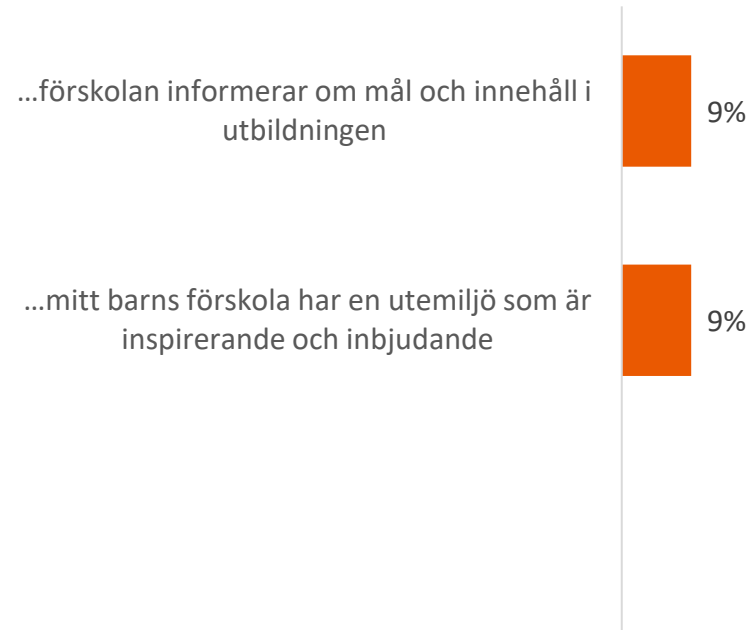 …förskolan informerar om mål och innehåll i
utbildningen
9%
…mitt barns förskola har en utemiljö som är
inspirerande och inbjudande
9%